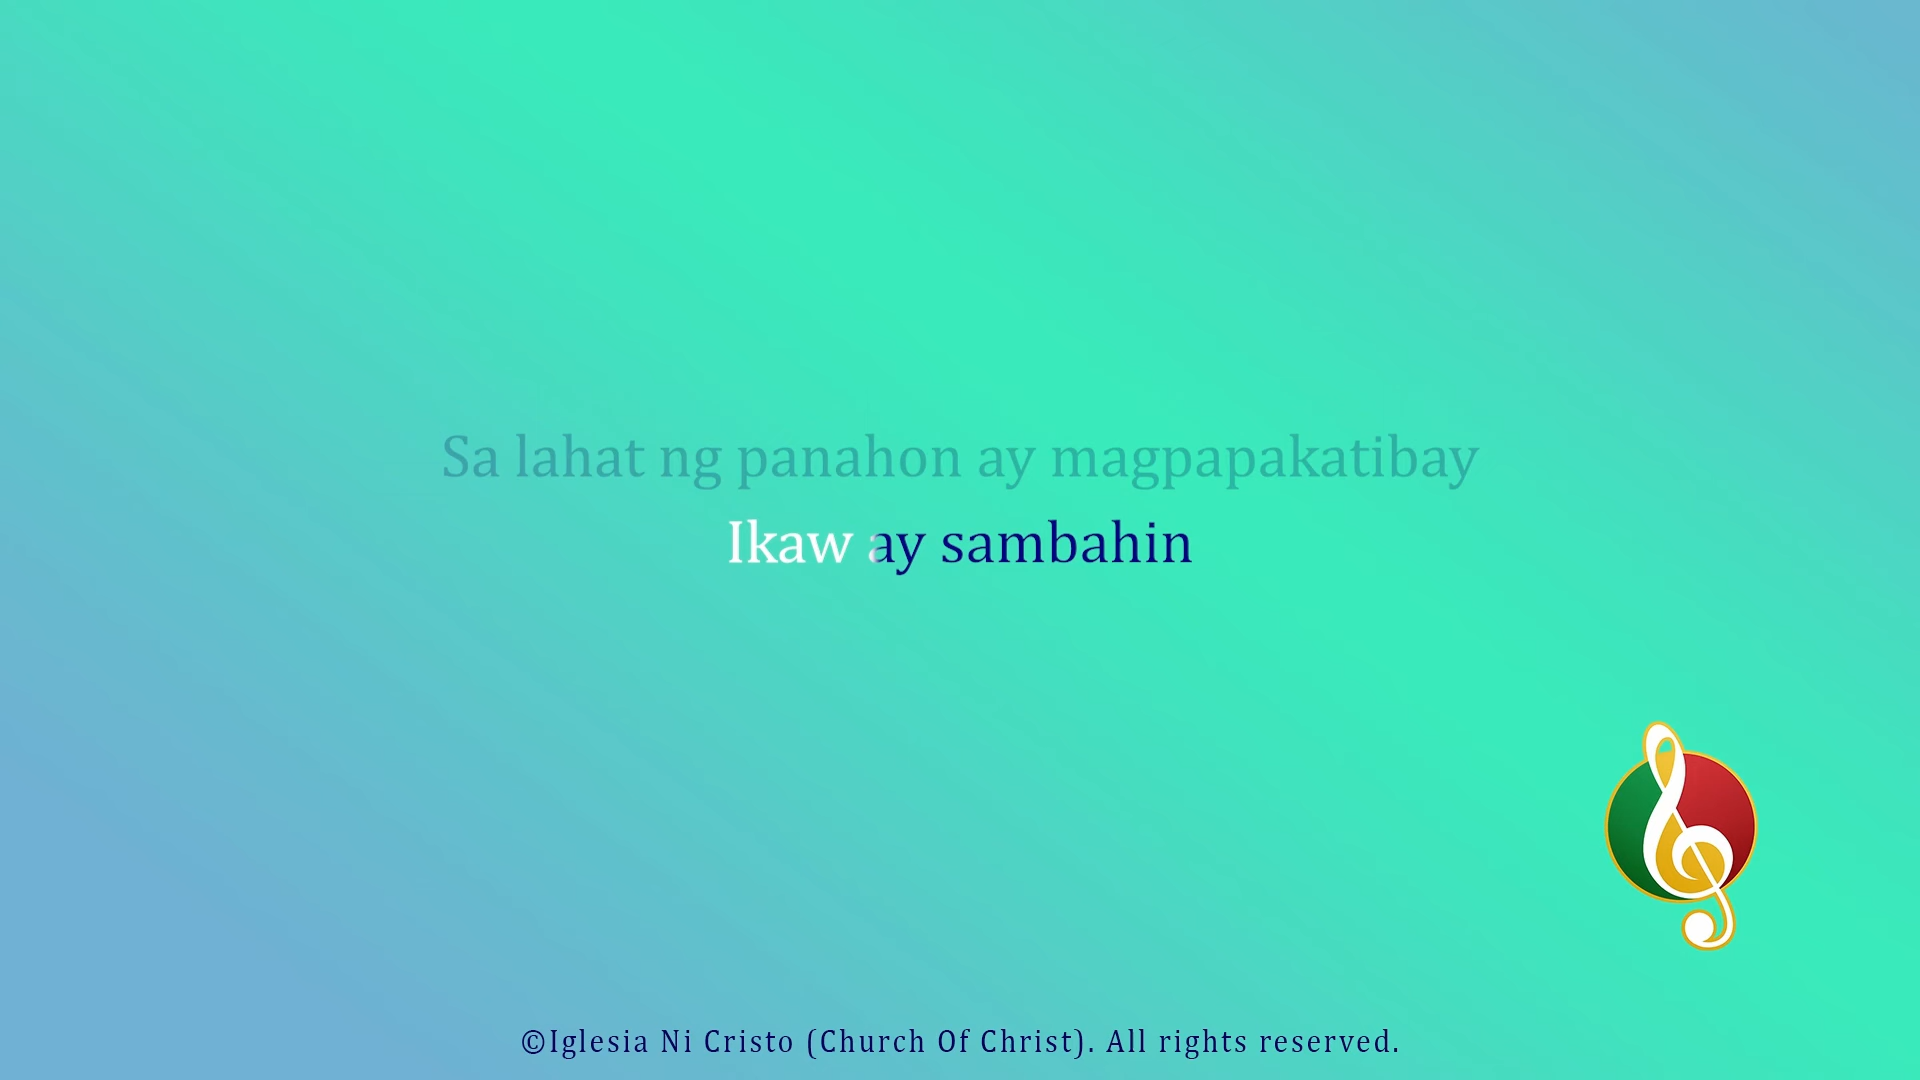 Sa lahat ng panahon ay magpapakatibay
Ikaw ay sambahin
©Iglesia Ni Cristo (Church Of Christ). All rights reserved.